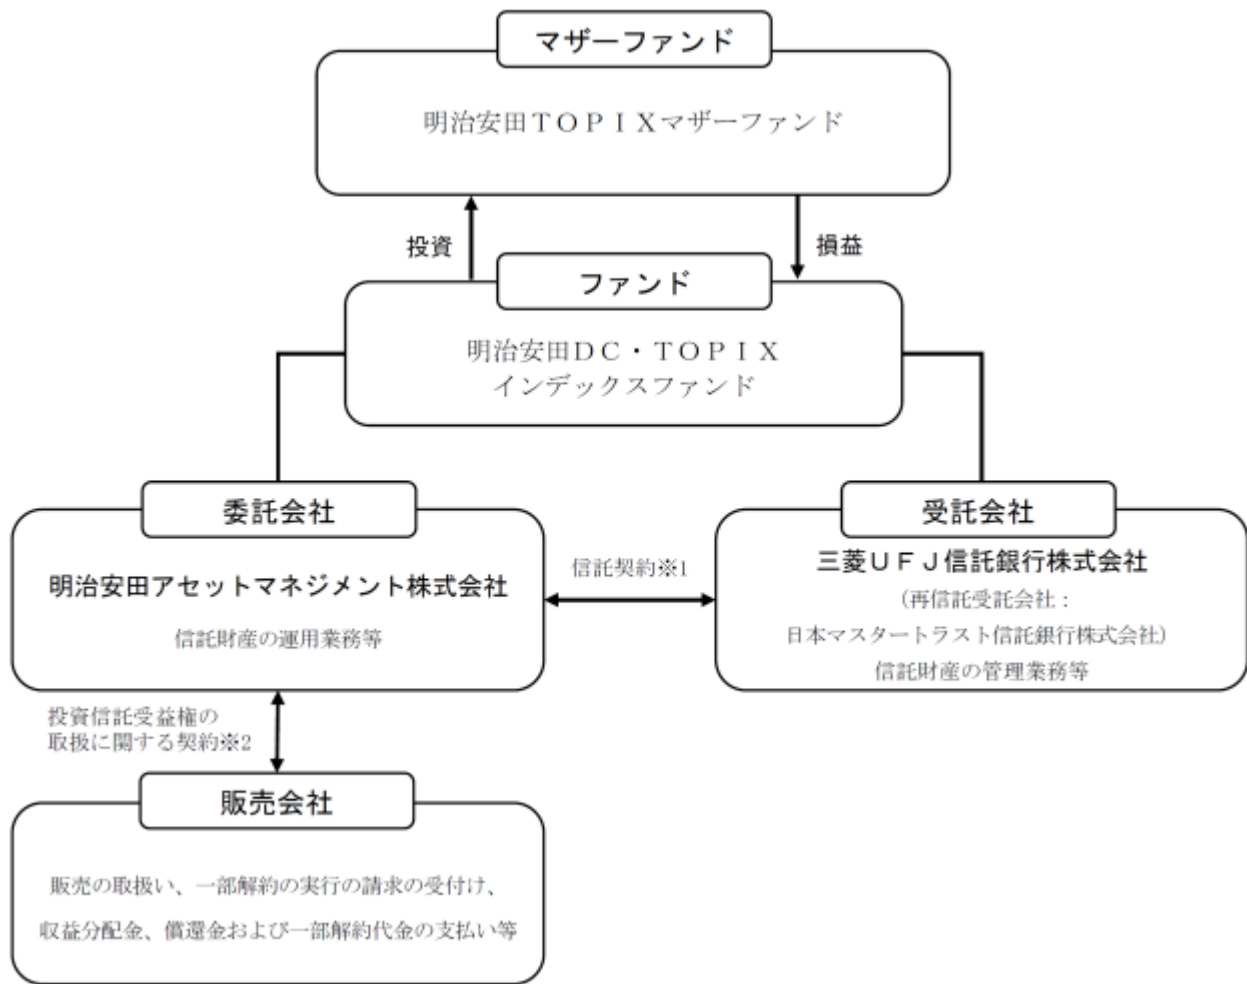 マザーファンド
明治安田ＴＯＰＩＸマザーファンド
投資
損益
ファンド
明治安田ＤＣ・ＴＯＰＩＸ
インデックスファンド
委託会社
明治安田アセットマネジメント株式会社
信託財産の運用業務等
信託契約※1
受託会社
三菱ＵＦＪ信託銀行株式会社
（再信託受託会社：
日本マスタートラスト信託銀行株式会社）
信託財産の管理業務等
投資信託受益権の
取扱に関する契約※2
販売会社
販売の取扱い、一部解約の実行の請求の受付け、
収益分配金、償還金および一部解約代金の支払い等